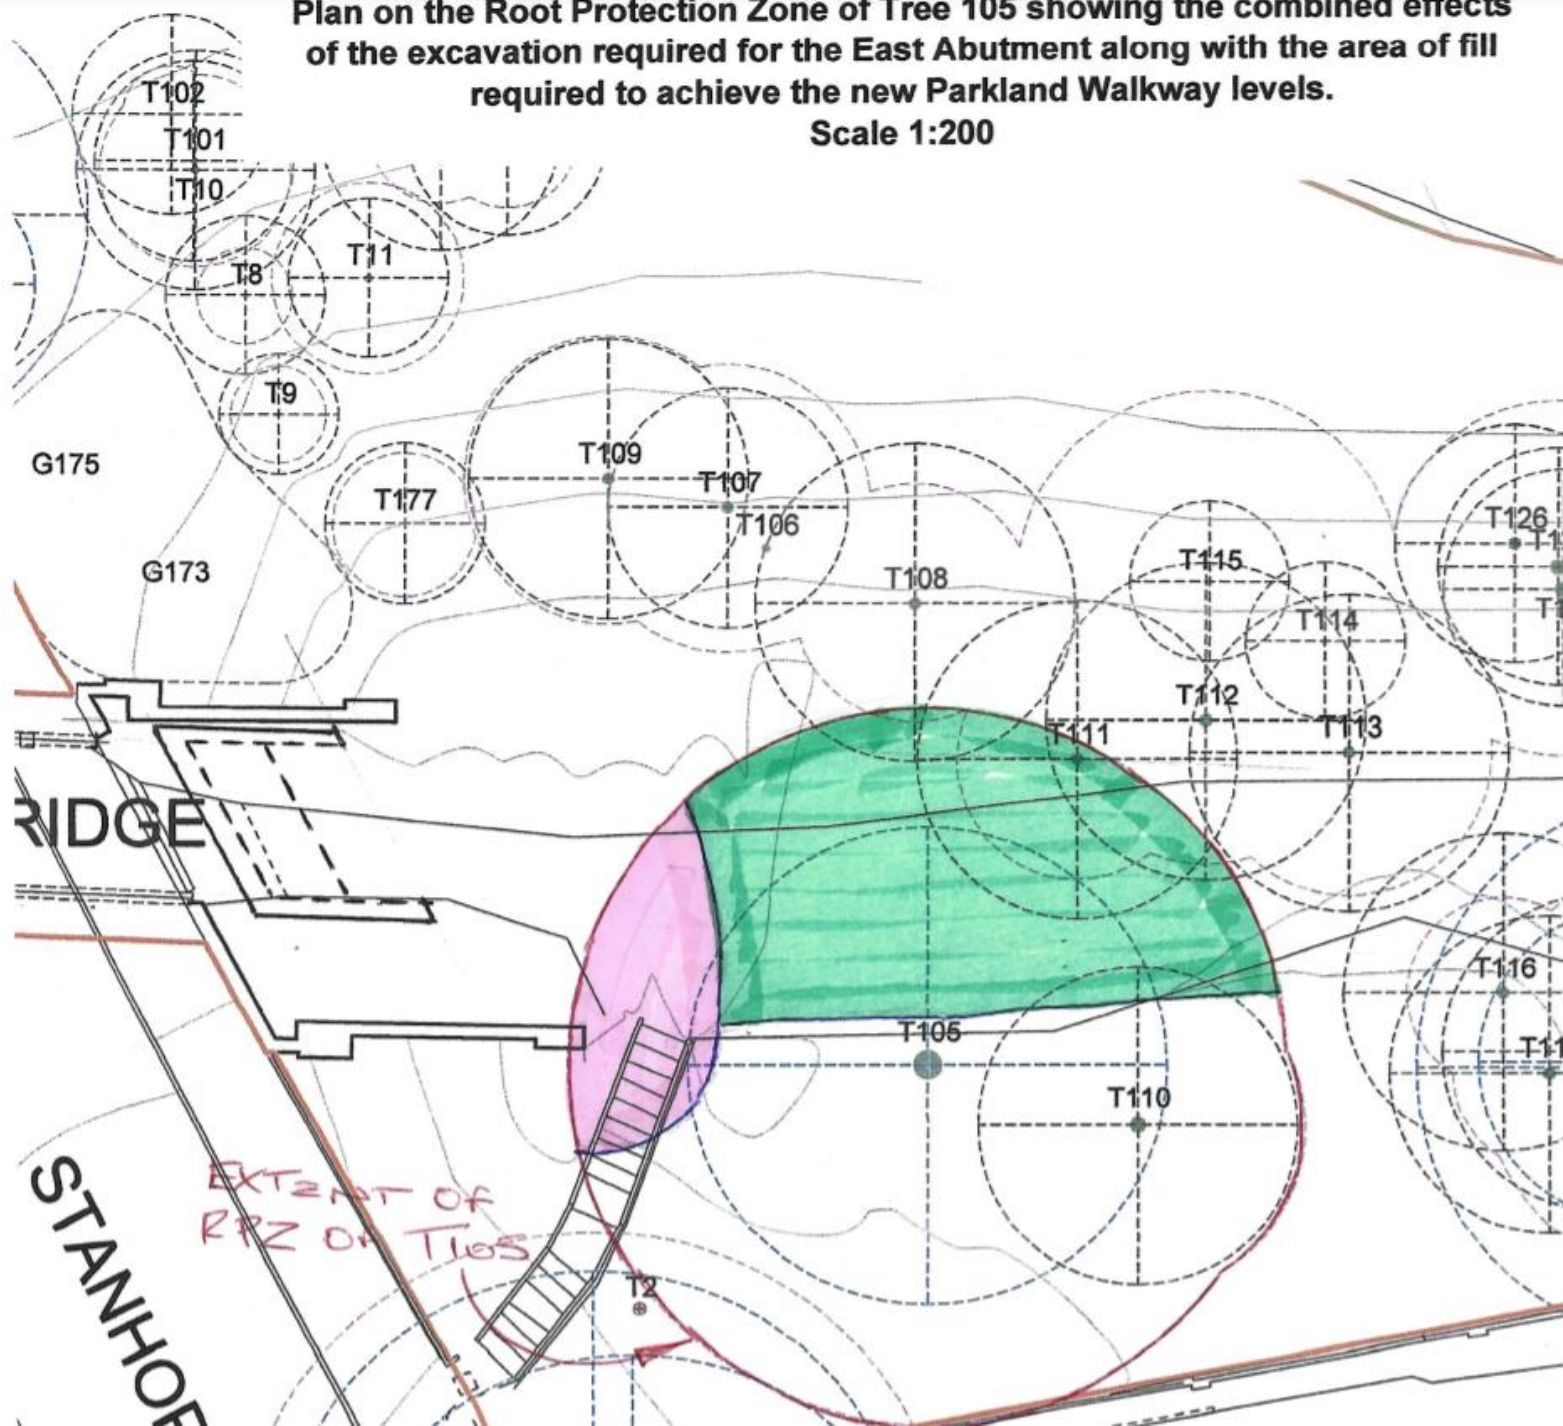 Plan on the Root Protection Zone of Tree 105 showing the combined effects
of the excavation required for the East Abutment along with the area of fill
required to achieve the new Parkland Walkway levels.
Scale 1:200
T102
T101
T10
T8
T11
T9
G175
T109
T107
T177
T106
T126
G173
T108
T115
T114
T112
T111
T113
RIDGE
T116
T105
T110
EXTENT OF
RPZ OF T105
T2
STANHOP